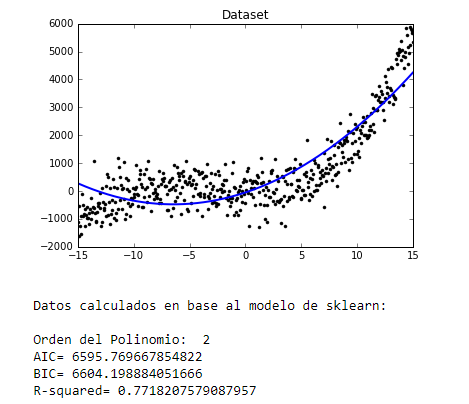 Dataset
6000
5000
4000
3000
2000
1000
0
−1000
−2000
−15 −10 −5 0 5 10 15
Datos calculados en base al modelo de sklearn:
Orden del Polinomio: 2
AIC= 6595.769667854822
BIC= 6604.198884051666
R-squared= 0.7718207579087957